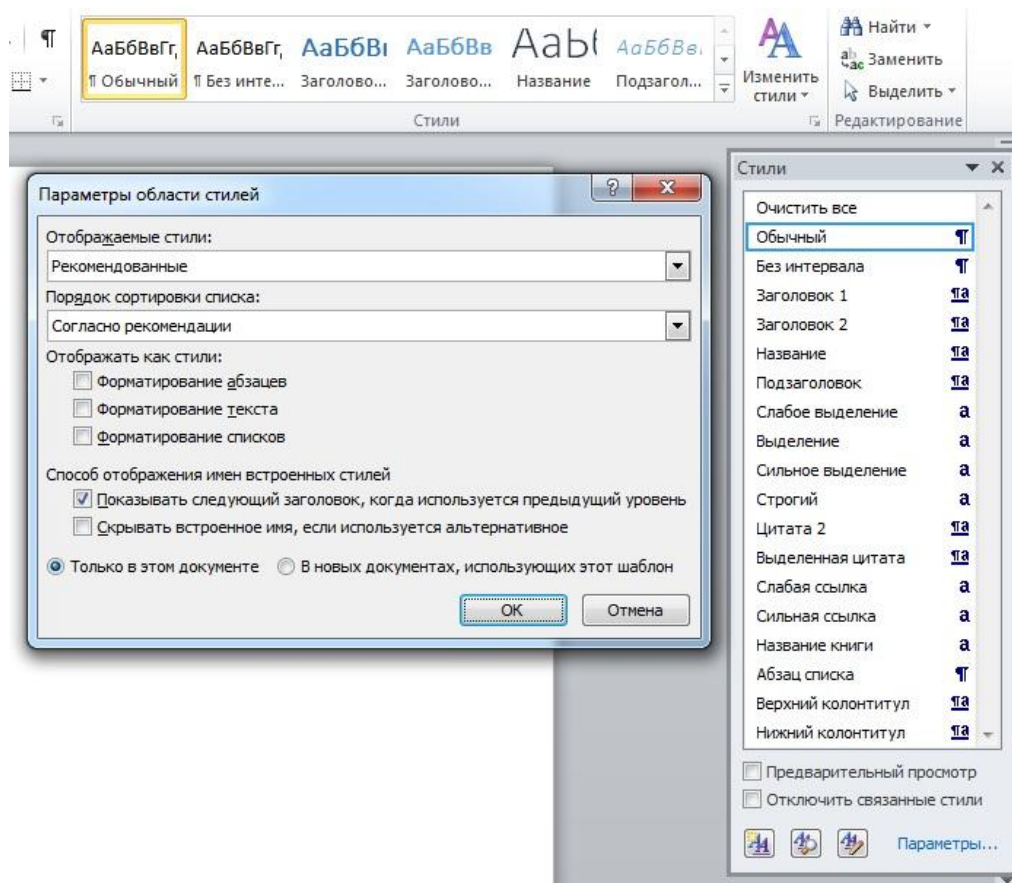 ¶
АаБбВвГг,
АаБбВвГг,
АаБбВı
АаБбВв
АаЫ
АаБбВв.
¶ Обычный
¶ Без инте...
Заголово...
Заголово...
Название
Подзагол...
Изменить
стили
Найти
Заменить
Выделить
Стили
Редактирование
Параметры области стилей
?
X
Отображаемые стили:
Рекомендованные
Порядок сортировки списка:
Согласно рекомендации
Отображать как стили:
Форматирование абзацев
Форматирование текста
Форматирование списков
Способ отображения имен встроенных стилей
Показывать следующий заголовок, когда используется предыдущий уровень
Скрывать встроенное имя, если используется альтернативное
Только в этом документе В новых документах, использующих этот шаблон
ОК Отмена
Стили
Очистить все
Обычный ¶
Без интервала ¶
Заголовок 1 ¶a
Заголовок 2 ¶a
Название ¶a
Подзаголовок ¶a
Слабое выделение a
Выделение a
Сильное выделение a
Строгий a
Цитата 2 ¶a
Выделенная цитата ¶a
Слабая ссылка a
Сильная ссылка a
Название книги a
Абзац списка ¶
Верхний колонтитул ¶a
Нижний колонтитул ¶a
Предварительный просмотр
Отключить связанные стили
Параметры...